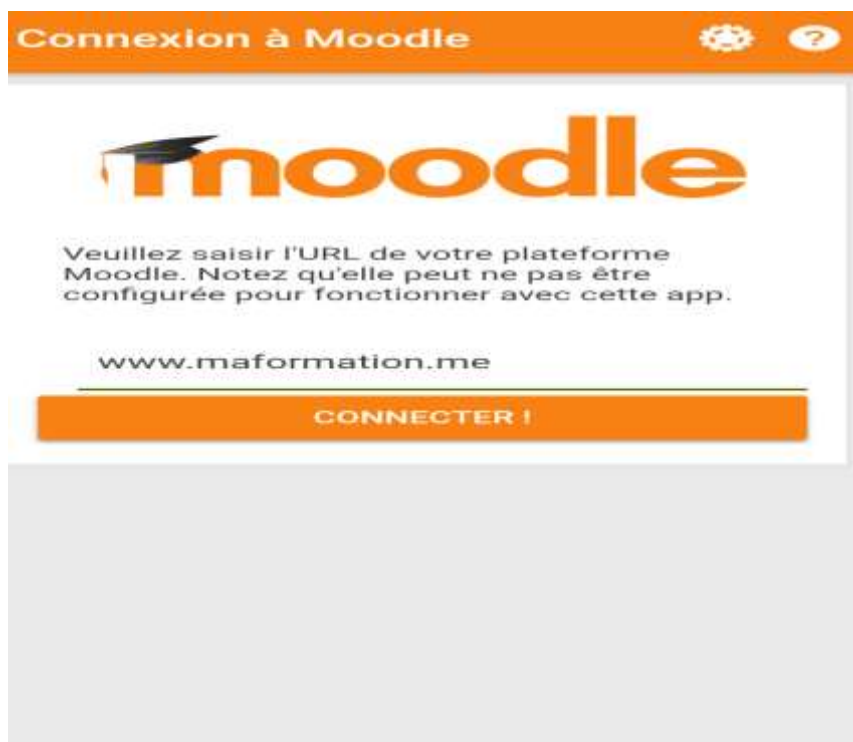 Connexion à Moodle
?
moodle
Veuillez saisir l'URL de votre plateforme
Moodle. Notez qu'elle peut ne pas être
configurée pour fonctionner avec cette app.
www.maformation.me
CONNECTER !